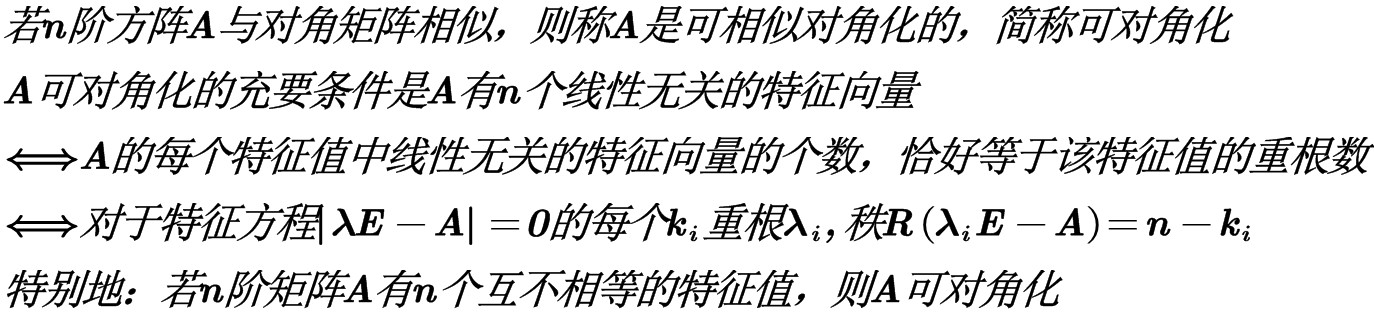 若n阶方阵A与对角矩阵相似，则称A是可相似对角化的，简称可对角化
A可对角化的充要条件是A有n个线性无关的特征向量
⟺A的每个特征值中线性无关的特征向量的个数，恰好等于该特征值的重根数
⟺对于特征方程|λE − A| = 0的每个kᵢ重根λᵢ, 秩R (λᵢE − A) = n − kᵢ
特别地：若n阶矩阵A有n个互不相等的特征值，则A可对角化